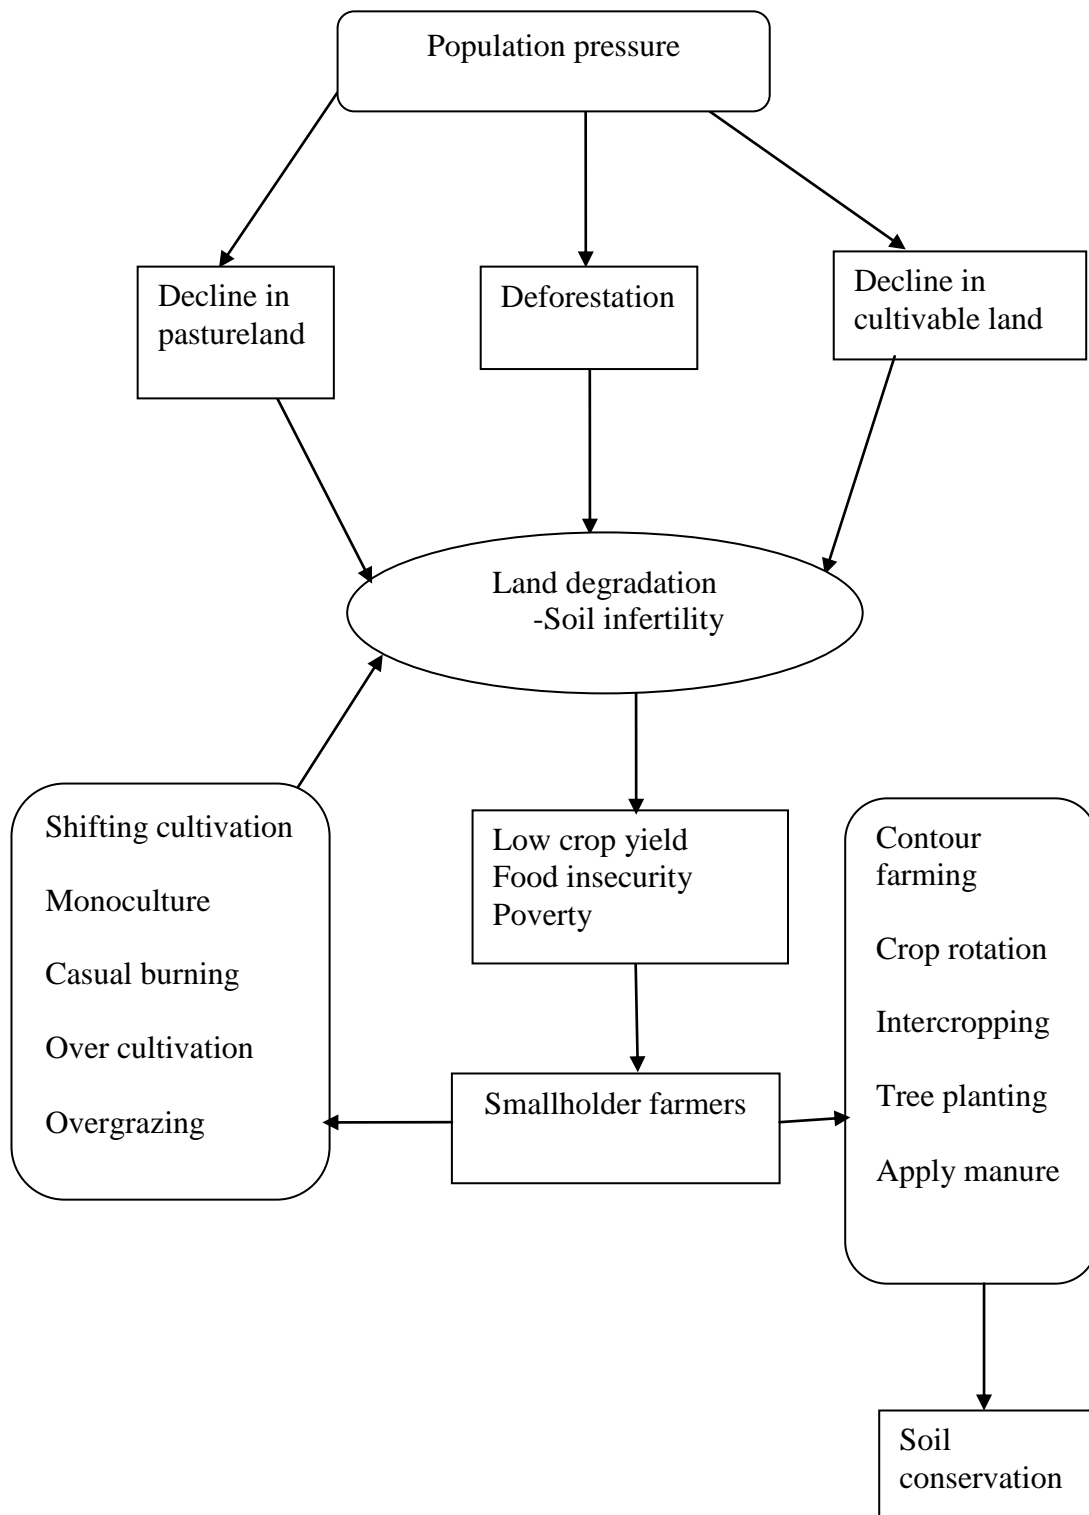 Population pressure
Decline in
pastureland
Deforestation
Decline in
cultivable land
Land degradation
-Soil infertility
Shifting cultivation
Monoculture
Casual burning
Over cultivation
Overgrazing
Low crop yield
Food insecurity
Poverty
Smallholder farmers
Contour
farming
Crop rotation
Intercropping
Tree planting
Apply manure
Soil
conservation